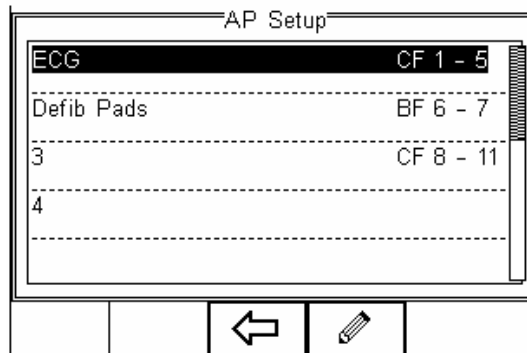 AP Setup
ECG CF 1 - 5
Defib Pads BF 6 - 7
3 CF 8 - 11
4